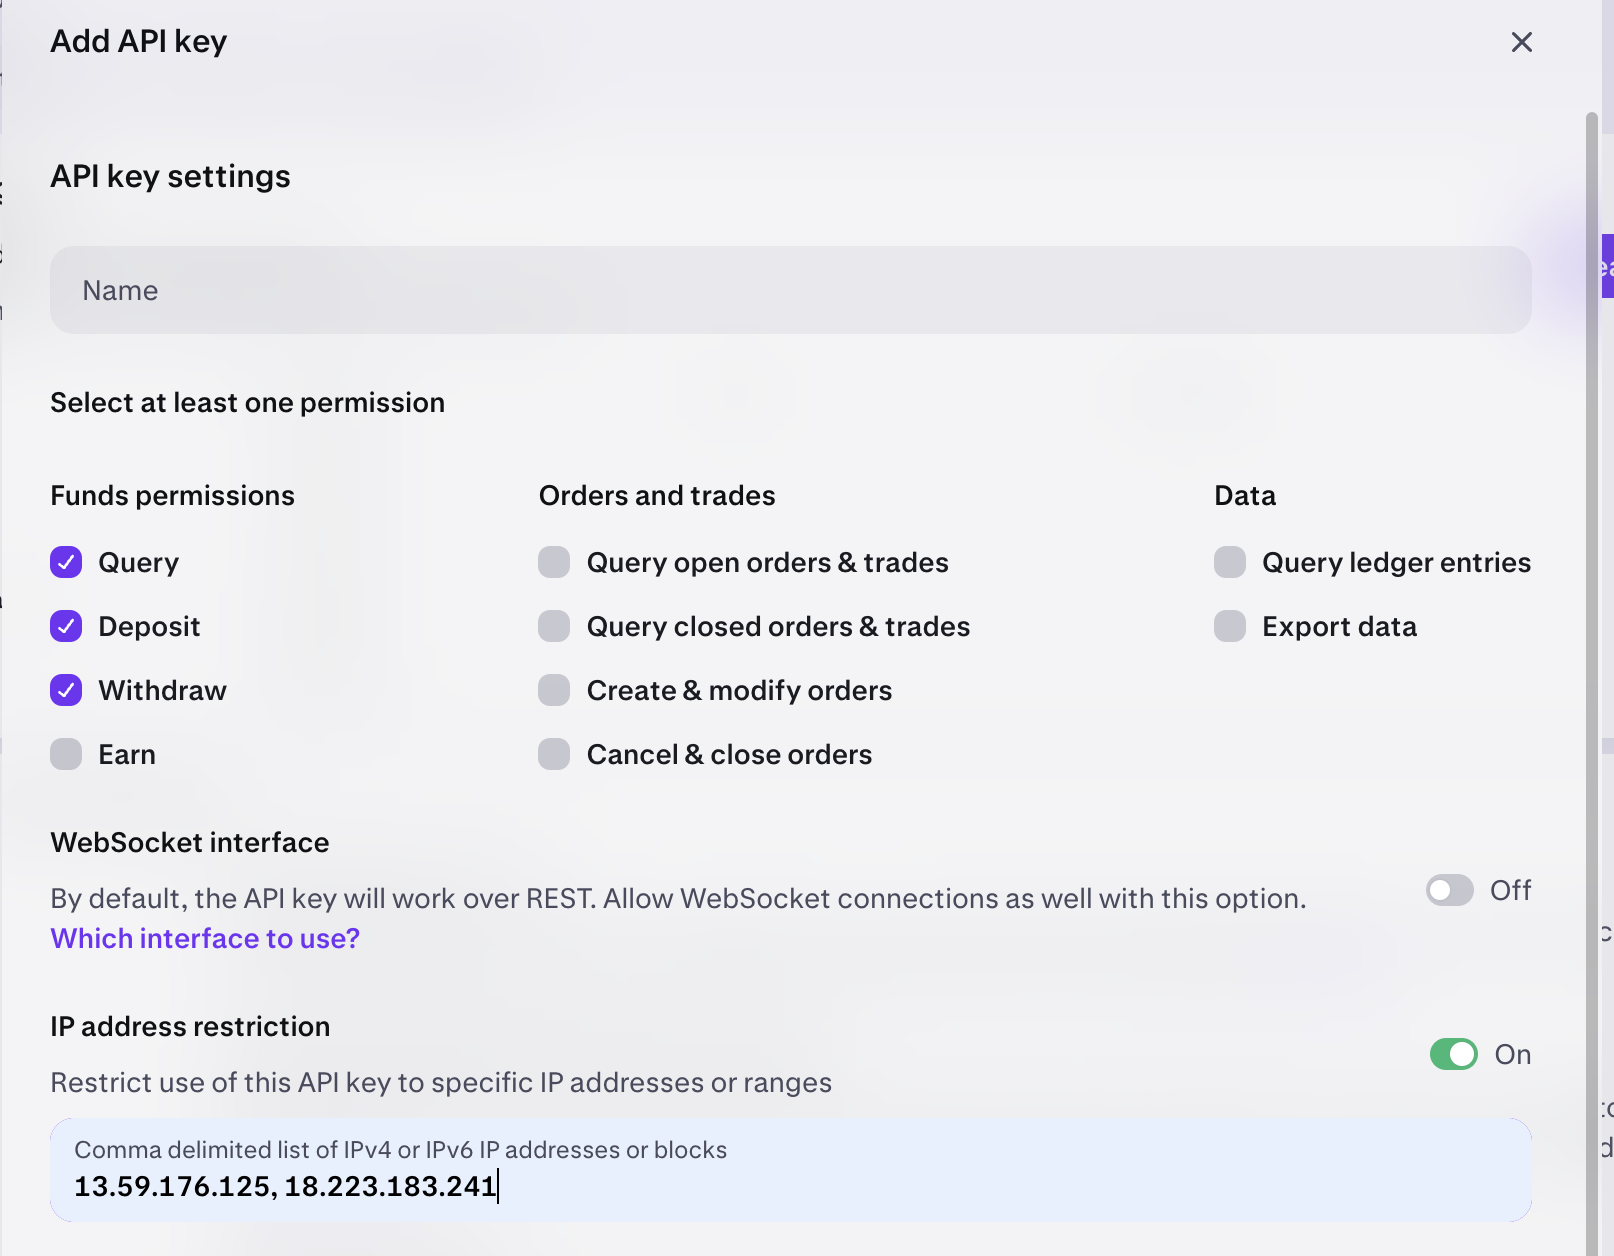 Add API key
API key settings
Name
Select at least one permission
Funds permissions
Query
Deposit
Withdraw
Earn
Orders and trades
Query open orders & trades
Query closed orders & trades
Create & modify orders
Cancel & close orders
Data
Query ledger entries
Export data
WebSocket interface
By default, the API key will work over REST. Allow WebSocket connections as well with this option.
Which interface to use?
Off
IP address restriction
Restrict use of this API key to specific IP addresses or ranges
On
Comma delimited list of IPv4 or IPv6 IP addresses or blocks
13.59.176.125, 18.223.183.241